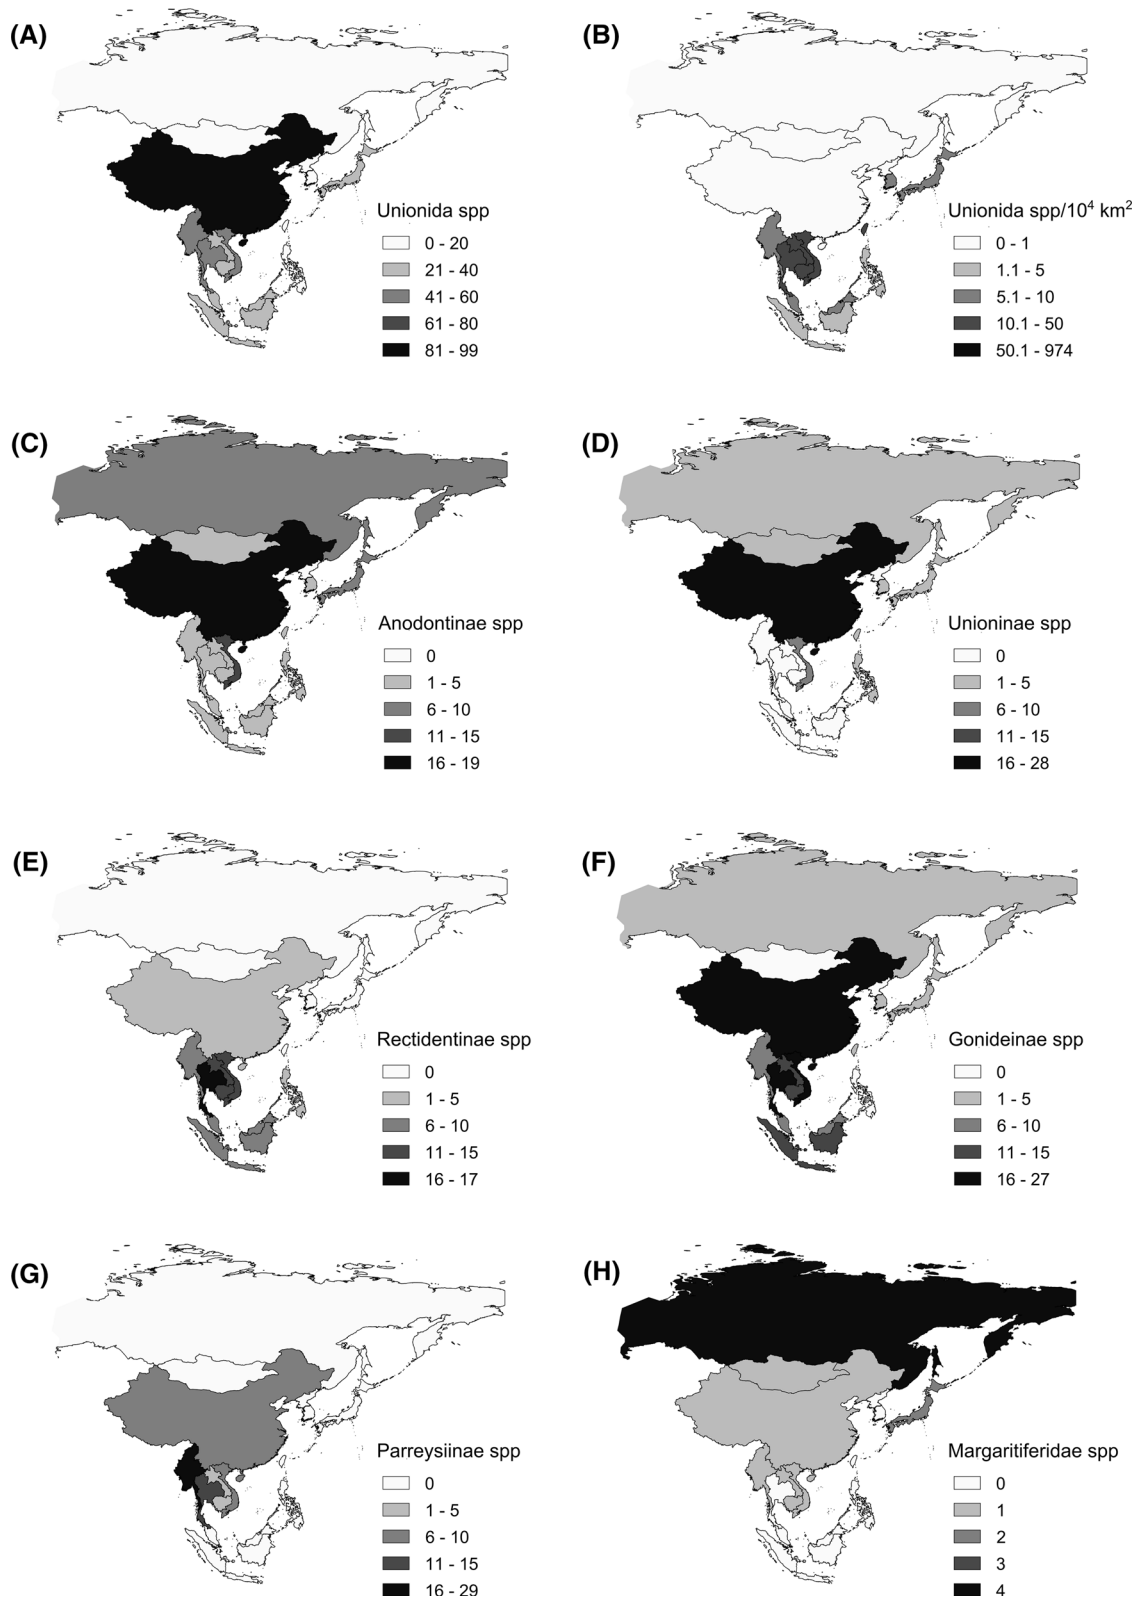 (A)
Unionida spp
0 - 20
21 - 40
41 - 60
61 - 80
81 - 99
(B)
Unionida spp/10⁴ km²
0 - 1
1.1 - 5
5.1 - 10
10.1 - 50
50.1 - 974
(C)
Anodontinae spp
0
1 - 5
6 - 10
11 - 15
16 - 19
(D)
Unioninae spp
0
1 - 5
6 - 10
11 - 15
16 - 28
(E)
Rectidentinae spp
0
1 - 5
6 - 10
11 - 15
16 - 17
(F)
Gonideinae spp
0
1 - 5
6 - 10
11 - 15
16 - 27
(G)
Parreysiinae spp
0
1 - 5
6 - 10
11 - 15
16 - 29
(H)
Margaritiferidae spp
0
1
2
3
4